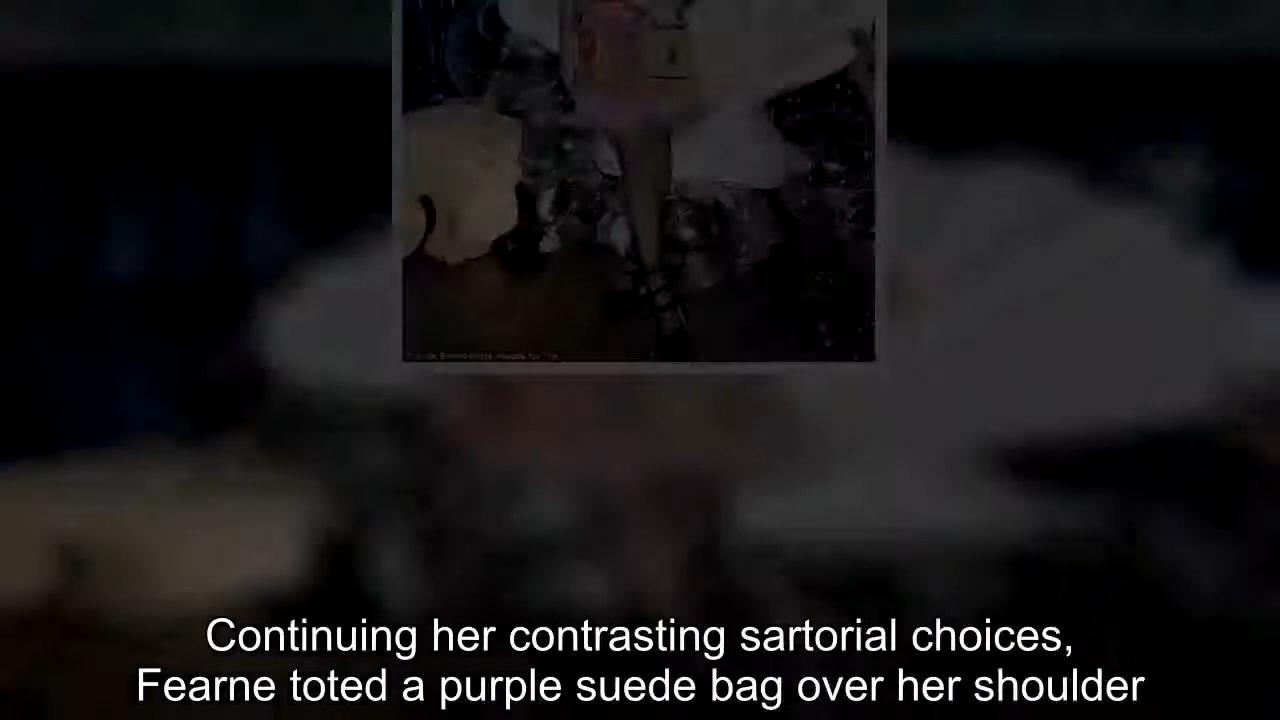 Continuing her contrasting sartorial choices,
Fearne toted a purple suede bag over her shoulder